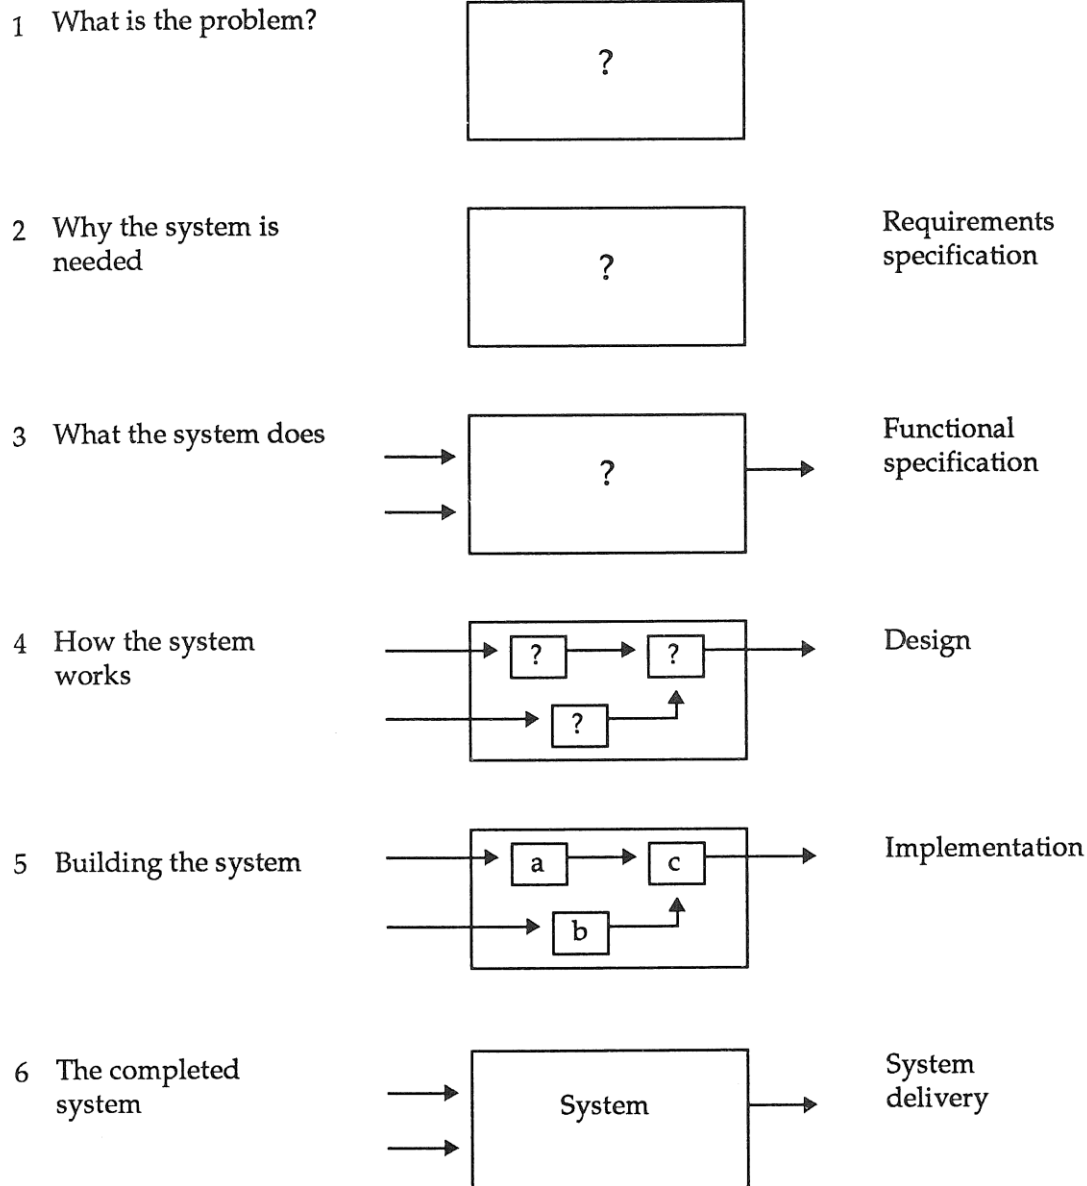 1 What is the problem?
?
2 Why the system is
needed
?
Requirements
specification
3 What the system does
?
Functional
specification
4 How the system
works
? ?
?
Design
5 Building the system
a c
b
Implementation
6 The completed
system
System
System
delivery